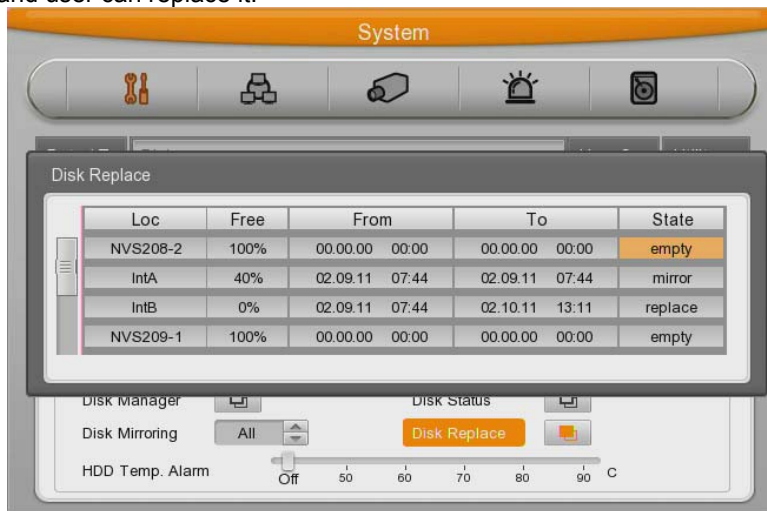 and user can replace it.
System
Disk Replace
Loc Free From To State
NVS208-2 100% 00.00.00 00:00 00.00.00 00:00 empty
IntA 40% 02.09.11 07:44 02.09.11 07:44 mirror
IntB 0% 02.09.11 07:44 02.10.11 13:11 replace
NVS209-1 100% 00.00.00 00:00 00.00.00 00:00 empty
Disk Manager Disk Status
Disk Mirroring All Disk Replace
HDD Temp. Alarm Off 50 60 70 80 90 C